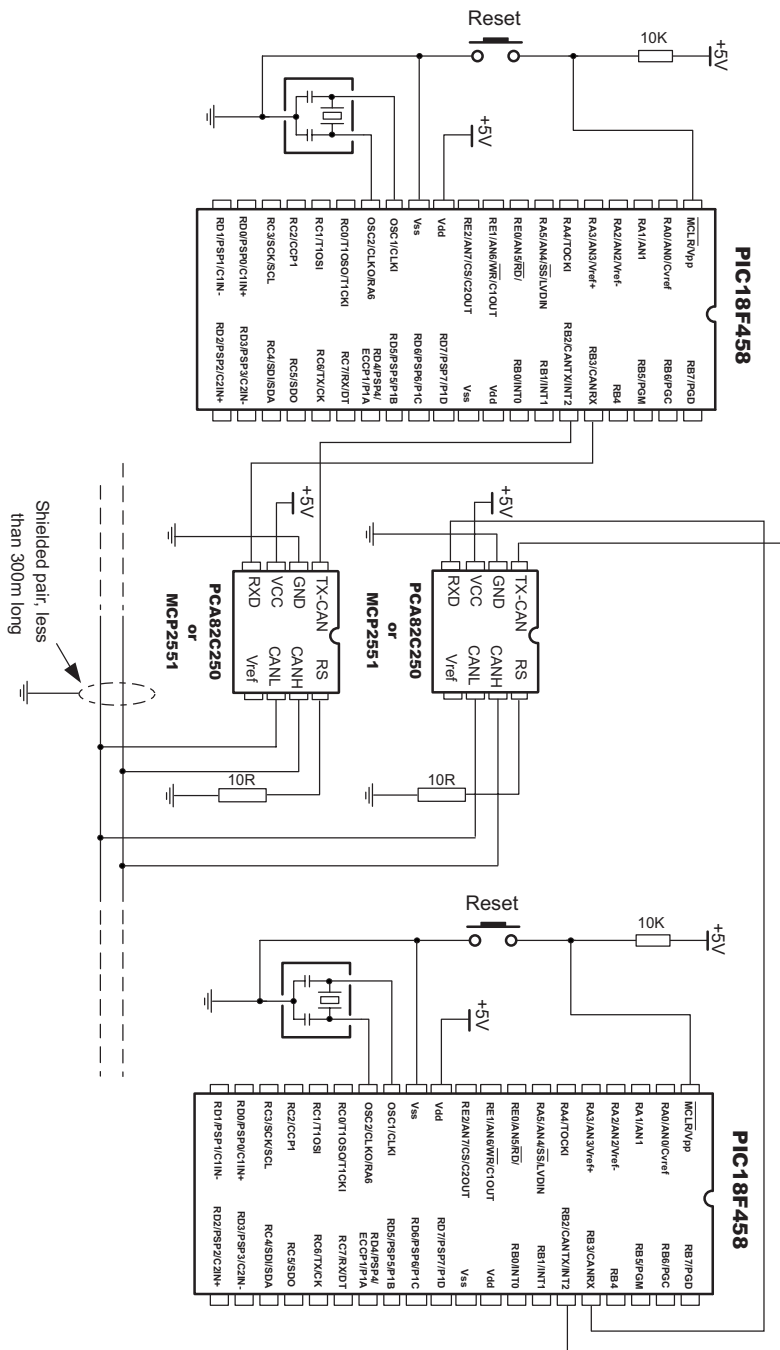 Reset
10K
+5V
+5V
PIC18F458
MCLR/Vpp
RA0/AN0/Cvref
RA1/AN1
RA2/AN2/Vref-
RA3/AN3/Vref+
RA4/TOCKI
RA5/AN4/SS/LVDIN
RE0/AN5/RD/
RE1/AN6/WR/C1OUT
RE2/AN7/CS/C2OUT
Vdd
Vss
OSC1/CLKI
OSC2/CLKO/RA6
RC0/T1OSO/T1CKI
RC1/T1OSI
RC2/CCP1
RC3/SCK/SCL
RD0/PSP0/C1IN+
RD1/PSP1/C1IN-
RB7/PGD
RB6/PGC
RB5/PGM
RB4
RB3/CANRX
RB2/CANTX/INT2
RB1/INT1
RB0/INT0
Vdd
Vss
RD7/PSP7/P1D
RD6/PSP6/P1C
RD5/PSP5/P1B
RD4/PSP4/
ECCP1/P1A
RC7/RX/DT
RC6/TX/CK
RC5/SDO
RC4/SDI/SDA
RD3/PSP3/C2IN-
RD2/PSP2/C2IN+
+5V
TX-CAN
GND
VCC
RXD
RS
CANH
CANL
Vref
PCA82C250
or
MCP2551
10R
+5V
TX-CAN
GND
VCC
RXD
RS
CANH
CANL
Vref
PCA82C250
or
MCP2551
10R
Shielded pair, less
than 300m long
Reset
10K
+5V
+5V
PIC18F458
MCLR/Vpp
RA0/AN0/Cvref
RA1/AN1
RA2/AN2/Vref-
RA3/AN3/Vref+
RA4/TOCKI
RA5/AN4/SS/LVDIN
RE0/AN5/RD/
RE1/AN6/WR/C1OUT
RE2/AN7/CS/C2OUT
Vdd
Vss
OSC1/CLKI
OSC2/CLKO/RA6
RC0/T1OSO/T1CKI
RC1/T1OSI
RC2/CCP1
RC3/SCK/SCL
RD0/PSP0/C1IN+
RD1/PSP1/C1IN-
RB7/PGD
RB6/PGC
RB5/PGM
RB4
RB3/CANRX
RB2/CANTX/INT2
RB1/INT1
RB0/INT0
Vdd
Vss
RD7/PSP7/P1D
RD6/PSP6/P1C
RD5/PSP5/P1B
RD4/PSP4/
ECCP1/P1A
RC7/RX/DT
RC6/TX/CK
RC5/SDO
RC4/SDI/SDA
RD3/PSP3/C2IN-
RD2/PSP2/C2IN+